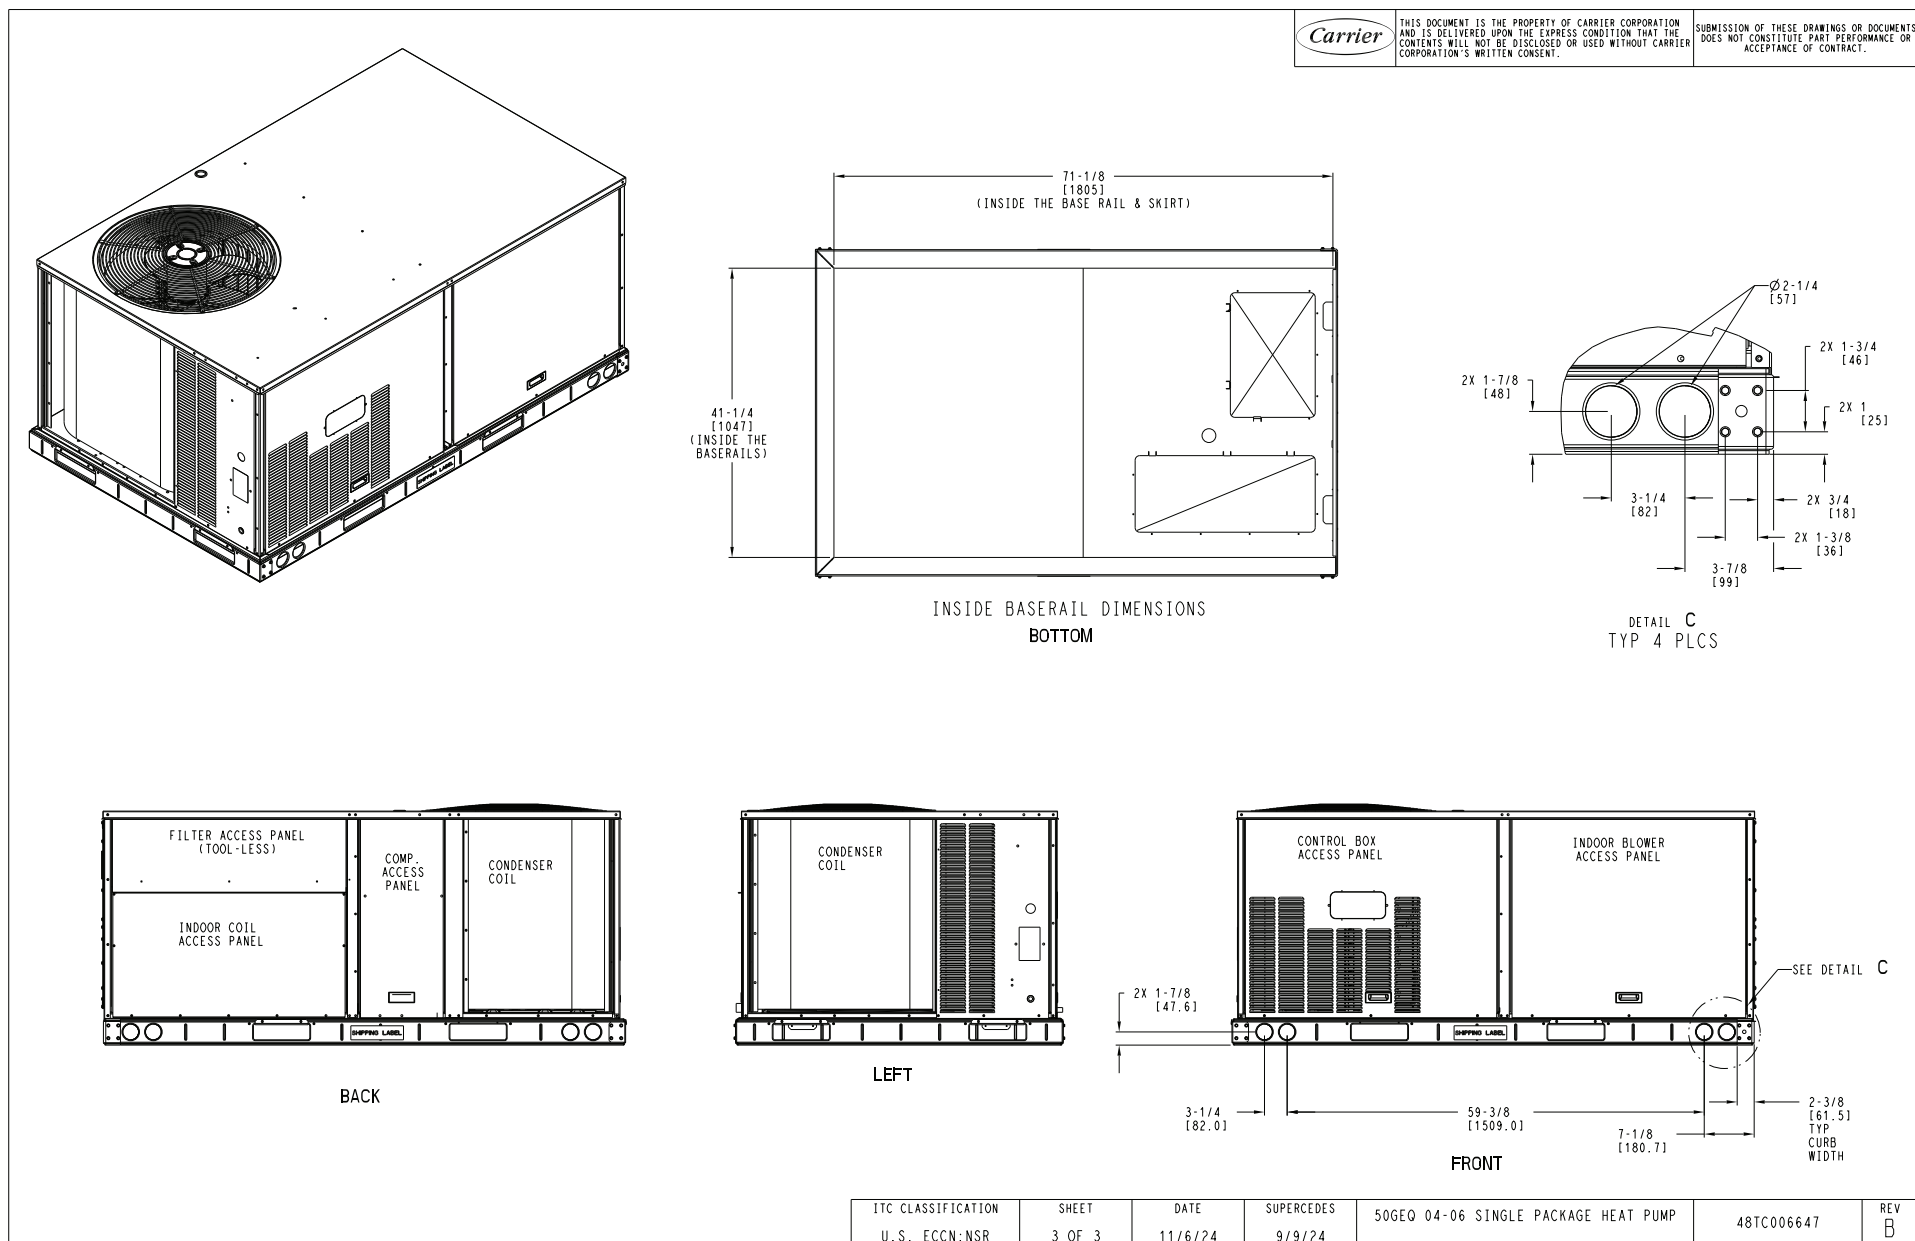 Carrier
THIS DOCUMENT IS THE PROPERTY OF CARRIER CORPORATION
AND IS DELIVERED UPON THE EXPRESS CONDITION THAT THE
CONTENTS WILL NOT BE DISCLOSED OR USED WITHOUT CARRIER
CORPORATION'S WRITTEN CONSENT.
SUBMISSION OF THESE DRAWINGS OR DOCUMENTS
DOES NOT CONSTITUTE PART PERFORMANCE OR
ACCEPTANCE OF CONTRACT.
SHIPPING LABEL
71-1/8
[1805]
(INSIDE THE BASE RAIL & SKIRT)
41-1/4
[1047]
(INSIDE THE
BASERAILS)
INSIDE BASERAIL DIMENSIONS
BOTTOM
Ø2-1/4
[57]
2X 1-3/4
[46]
2X 1-7/8
[48]
2X 1
[25]
3-1/4
[82]
2X 3/4
[18]
2X 1-3/8
[36]
3-7/8
[99]
DETAIL C
TYP 4 PLCS
FILTER ACCESS PANEL
(TOOL-LESS)
COMP.
ACCESS
PANEL
CONDENSER
COIL
INDOOR COIL
ACCESS PANEL
SHIPPING LABEL
BACK
CONDENSER
COIL
LEFT
CONTROL BOX
ACCESS PANEL
INDOOR BLOWER
ACCESS PANEL
SEE DETAIL C
2X 1-7/8
[47.6]
SHIPPING LABEL
3-1/4
[82.0]
59-3/8
[1509.0]
7-1/8
[180.7]
2-3/8
[61.5]
TYP
CURB
WIDTH
FRONT
ITC CLASSIFICATION
U.S. ECCN:NSR
SHEET
3 OF 3
DATE
11/6/24
SUPERCEDES
9/9/24
50GEQ 04-06 SINGLE PACKAGE HEAT PUMP
48TC006647
REV
B